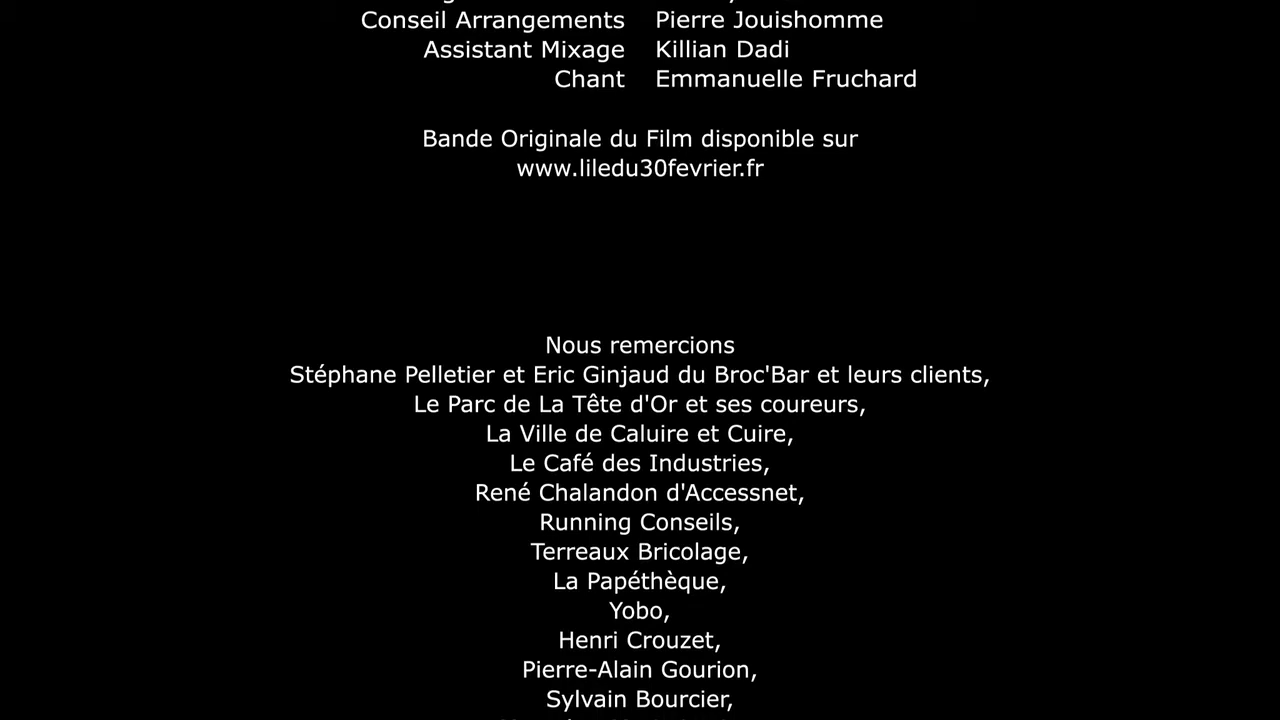 Conseil Arrangements Pierre Jouishomme
Assistant Mixage Killian Dadi
Chant Emmanuelle Fruchard
Bande Originale du Film disponible sur
www.liledu30fevrier.fr
Nous remercions
Stéphane Pelletier et Eric Ginjaud du Broc'Bar et leurs clients,
Le Parc de La Tête d'Or et ses coureurs,
La Ville de Caluire et Cuire,
Le Café des Industries,
René Chalandon d'Accessnet,
Running Conseils,
Terreaux Bricolage,
La Papéthèque,
Yobo,
Henri Crouzet,
Pierre-Alain Gourion,
Sylvain Bourcier,